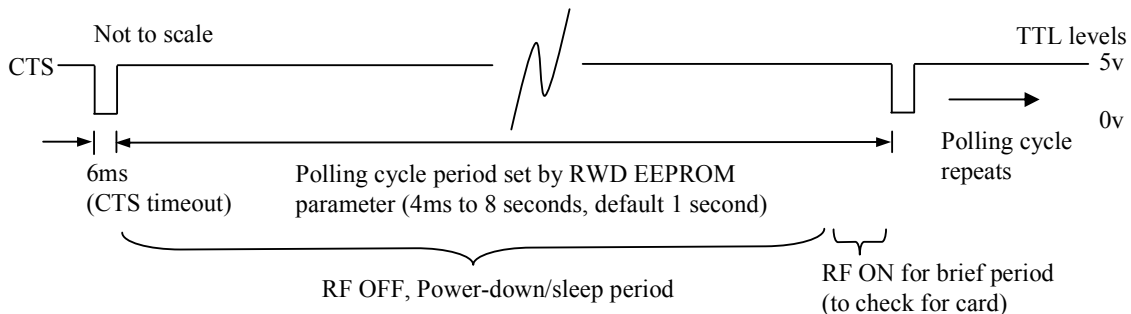 Not to scale
TTL levels
CTS
5v
0v
Polling cycle
repeats
6ms
(CTS timeout)
Polling cycle period set by RWD EEPROM
parameter (4ms to 8 seconds, default 1 second)
RF OFF, Power-down/sleep period
RF ON for brief period
(to check for card)